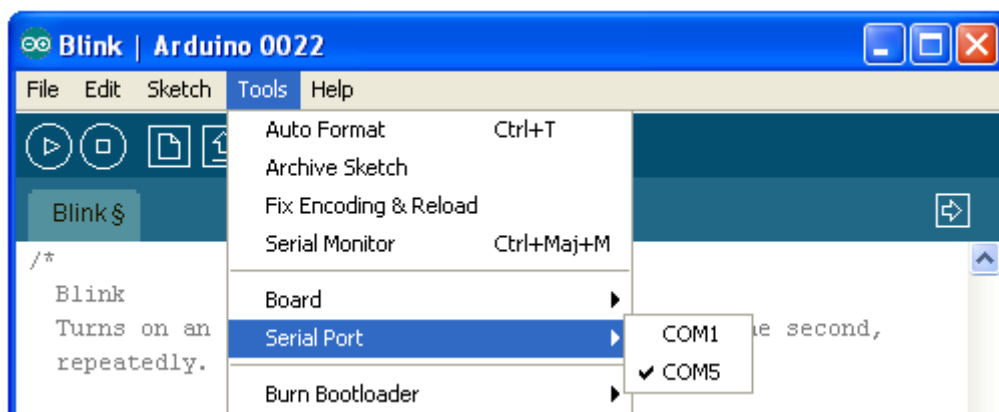 Blink | Arduino 0022
File Edit Sketch Tools Help
Auto Format Ctrl+T
Archive Sketch
Fix Encoding & Reload
Serial Monitor Ctrl+Maj+M
Board
Serial Port
Burn Bootloader
COM1
COM5
Blink §
/*
Blink
Turns on an
e second,
repeatedly.